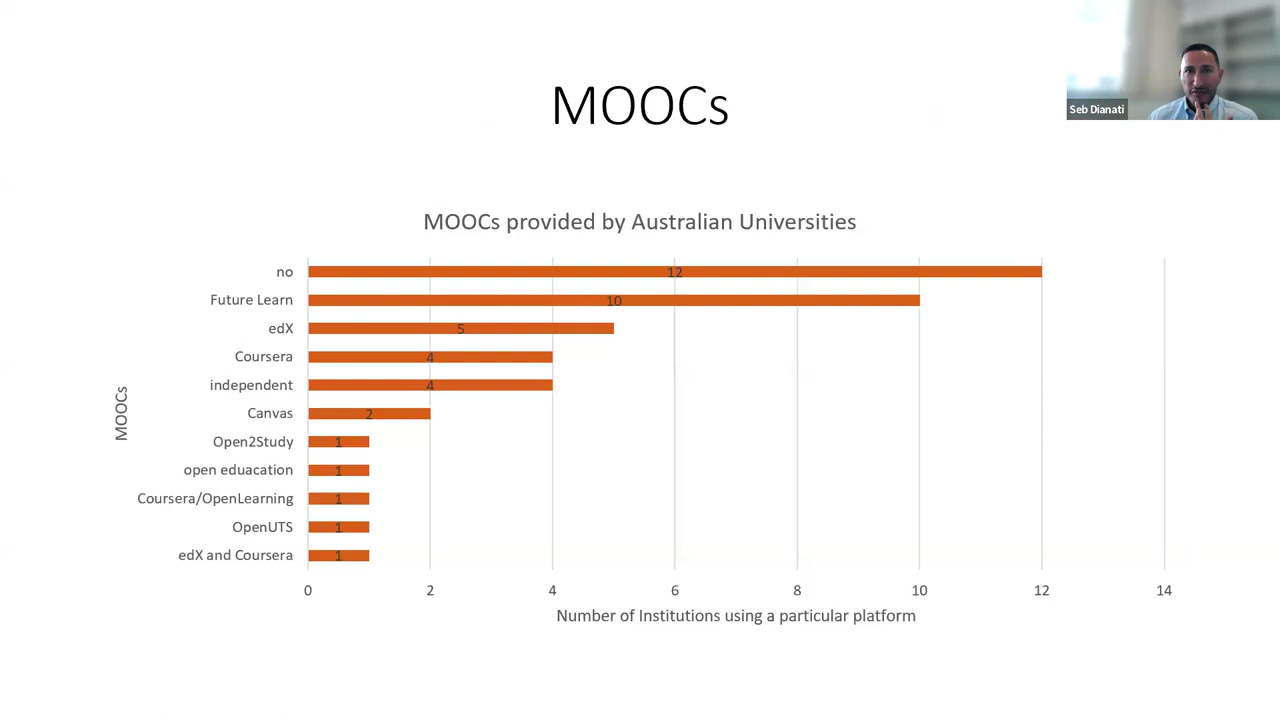 Seb Dianati
MOOCs
MOOCs provided by Australian Universities
no 12
Future Learn 10
edX 5
Coursera 4
independent 4
Canvas 2
Open2Study 1
open eduacation 1
Coursera/OpenLearning 1
OpenUTS 1
edX and Coursera 1
MOOCs
0 2 4 6 8 10 12 14
Number of Institutions using a particular platform